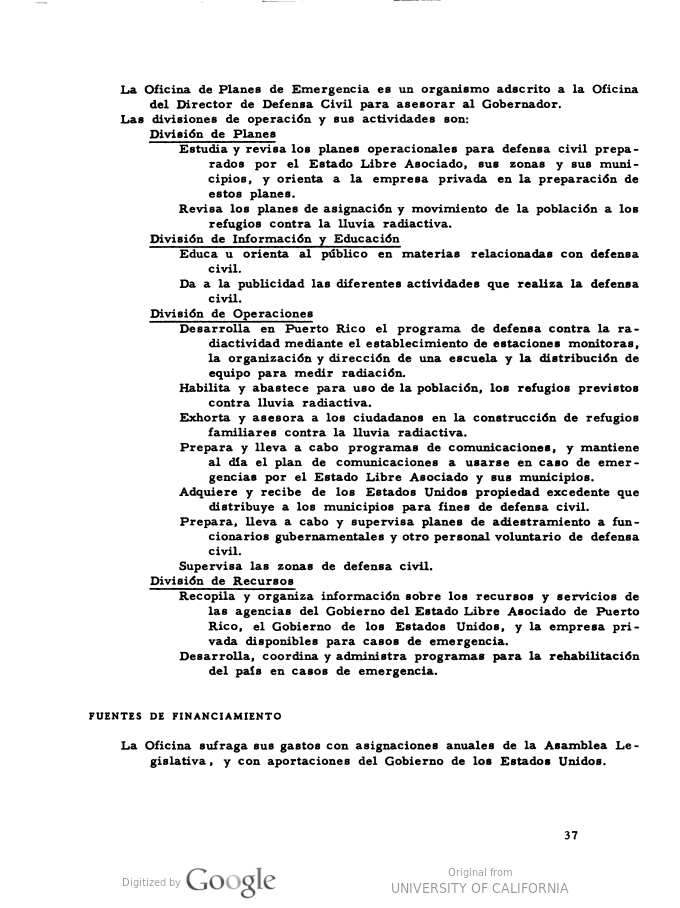 La Oficina de Planes de Emergencia es un organismo adscrito a la Oficina
del Director de Defensa Civil para asesorar al Gobernador.
Las divisiones de operación y sus actividades son:
División de Planes
Estudia y revisa los planes operacionales para defensa civil prepa-
rados por el Estado Libre Asociado, sus zonas y sus muni-
cipios, y orienta a la empresa privada en la preparación de
estos planes.
Revisa los planes de asignación y movimiento de la población a los
refugios contra la lluvia radiactiva.
División de Información y Educación
Educa u orienta al público en materias relacionadas con defensa
civil.
Da a la publicidad las diferentes actividades que realiza la defensa
civil.
División de Operaciones
Desarrolla en Puerto Rico el programa de defensa contra la ra-
diactividad mediante el establecimiento de estaciones monitoras,
la organización y dirección de una escuela y la distribución de
equipo para medir radiación.
Habilita y abastece para uso de la población, los refugios previstos
contra lluvia radiactiva.
Exhorta y asesora a los ciudadanos en la construcción de refugios
familiares contra la lluvia radiactiva.
Prepara y lleva a cabo programas de comunicaciones, y mantiene
al día el plan de comunicaciones a usarse en caso de emer-
gencias por el Estado Libre Asociado y sus municipios.
Adquiere y recibe de los Estados Unidos propiedad excedente que
distribuye a los municipios para fines de defensa civil.
Prepara, lleva a cabo y supervisa planes de adiestramiento a fun-
cionarios gubernamentales y otro personal voluntario de defensa
civil.
Supervisa las zonas de defensa civil.
División de Recursos
Recopila y organiza información sobre los recursos y servicios de
las agencias del Gobierno del Estado Libre Asociado de Puerto
Rico, el Gobierno de los Estados Unidos, y la empresa pri-
vada disponibles para casos de emergencia.
Desarrolla, coordina y administra programas para la rehabilitación
del país en casos de emergencia.
FUENTES DE FINANCIAMIENTO
La Oficina sufraga sus gastos con asignaciones anuales de la Asamblea Le-
gislativa, y con aportaciones del Gobierno de los Estados Unidos.
37
Digitized by Google
Original from
UNIVERSITY OF CALIFORNIA